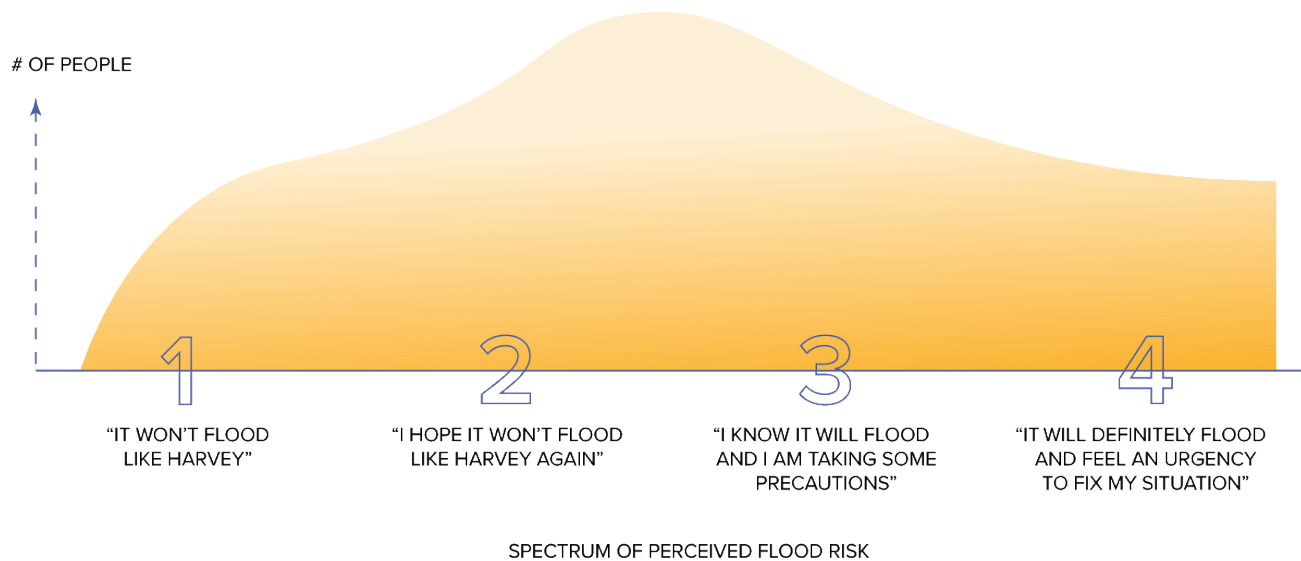 # OF PEOPLE
1
2
3
4
“IT WON’T FLOOD
LIKE HARVEY”
“I HOPE IT WON’T FLOOD
LIKE HARVEY AGAIN”
“I KNOW IT WILL FLOOD
AND I AM TAKING SOME
PRECAUTIONS”
“IT WILL DEFINITELY FLOOD
AND FEEL AN URGENCY
TO FIX MY SITUATION”
SPECTRUM OF PERCEIVED FLOOD RISK